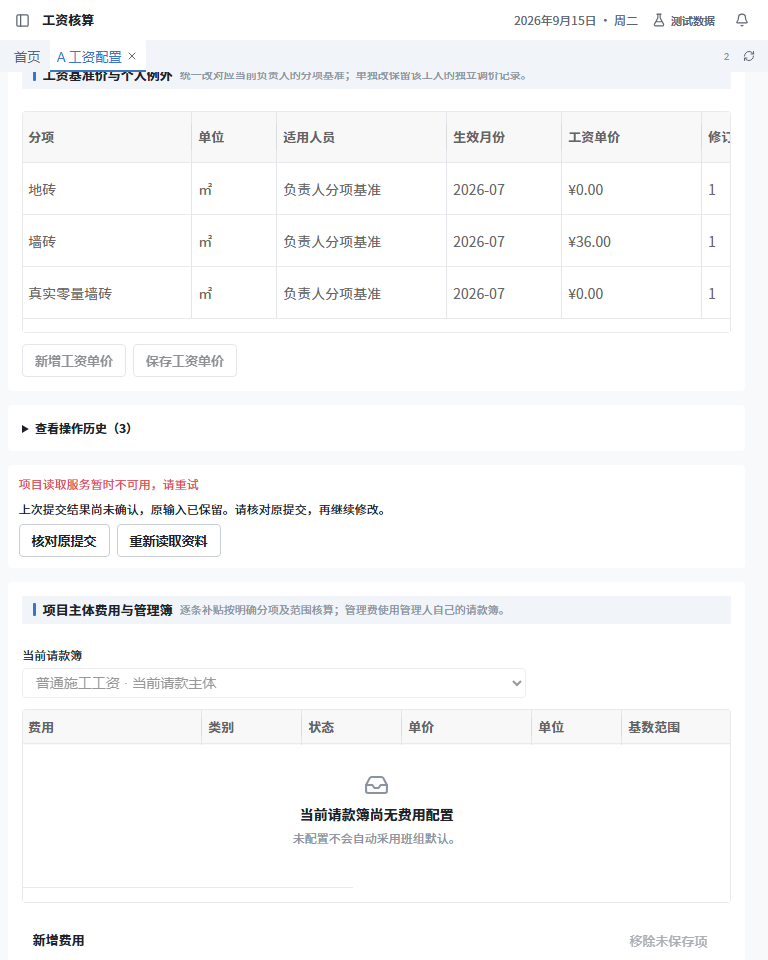 工资核算
2026年9月15日 · 周二 测试数据
首页 A 工资配置 × 2
工资基准价与个人例外 统一改对应当前负责人的分项基准；单独改保留该工人的独立调价记录。
分项 单位 适用人员 生效月份 工资单价 修订
地砖 ㎡ 负责人分项基准 2026-07 ¥0.00 1
墙砖 ㎡ 负责人分项基准 2026-07 ¥36.00 1
真实零量墙砖 ㎡ 负责人分项基准 2026-07 ¥0.00 1
新增工资单价 保存工资单价
▶ 查看操作历史（3）
项目读取服务暂时不可用，请重试
上次提交结果尚未确认，原输入已保留。请核对原提交，再继续修改。
核对原提交 重新读取资料
项目主体费用与管理簿 逐条补贴按明确分项及范围核算；管理费使用管理人自己的请款簿。
当前请款簿
普通施工工资 · 当前请款主体
费用 类别 状态 单价 单位 基数范围
当前请款簿尚无费用配置
未配置不会自动采用班组默认。
新增费用 移除未保存项